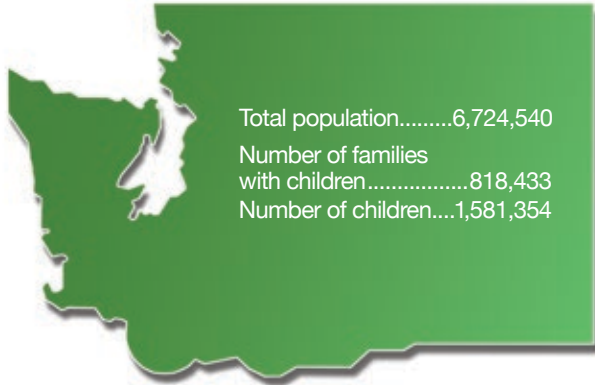 Total population.........6,724,540
Number of families
with children.................818,433
Number of children....1,581,354